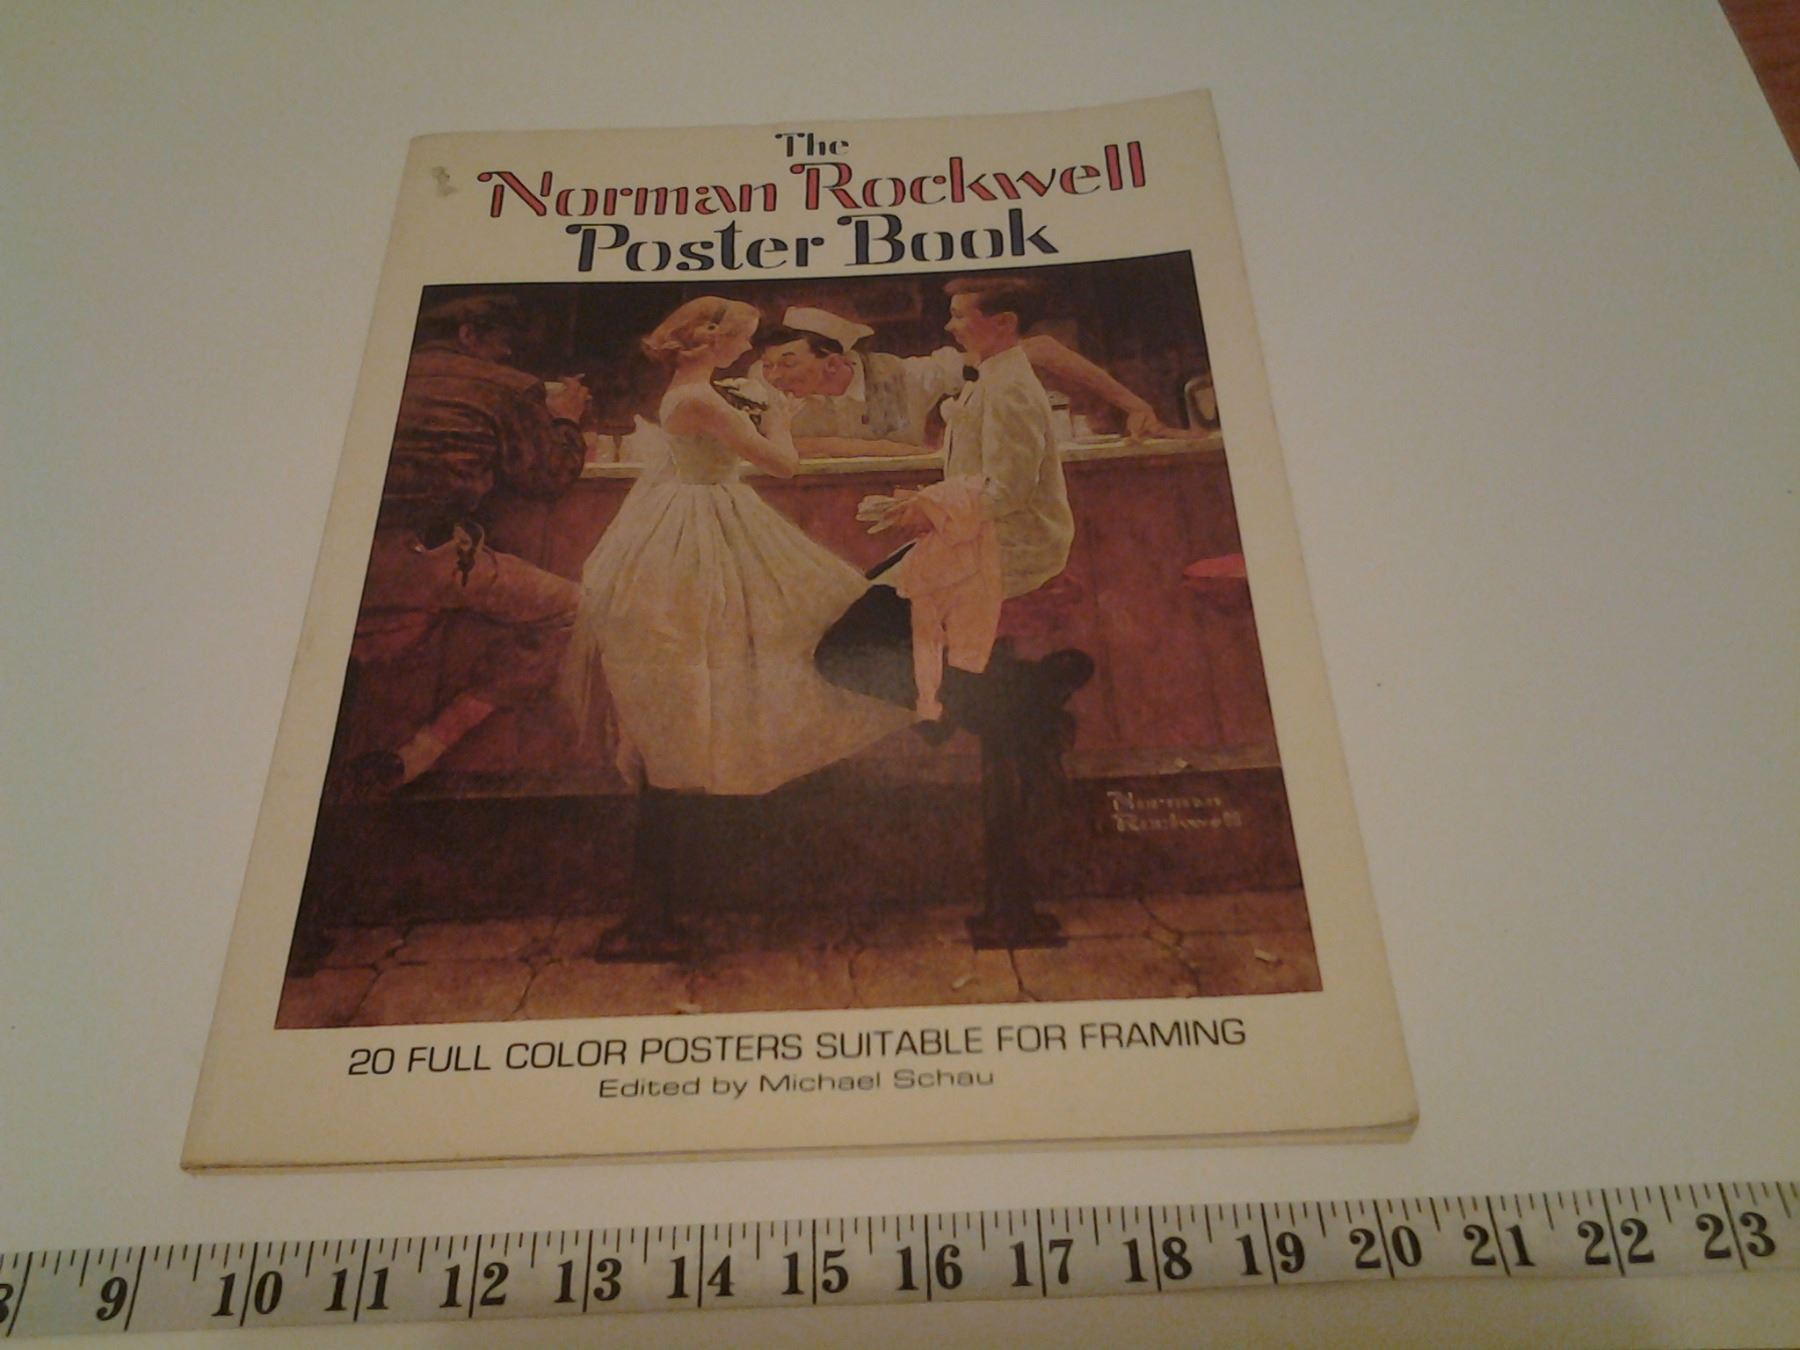 The
Norman Rockwell
Poster Book
Norman
Rockwell
20 FULL COLOR POSTERS SUITABLE FOR FRAMING
Edited by Michael Schau
8 9 10 11 12 13 14 15 16 17 18 19 20 21 22 23